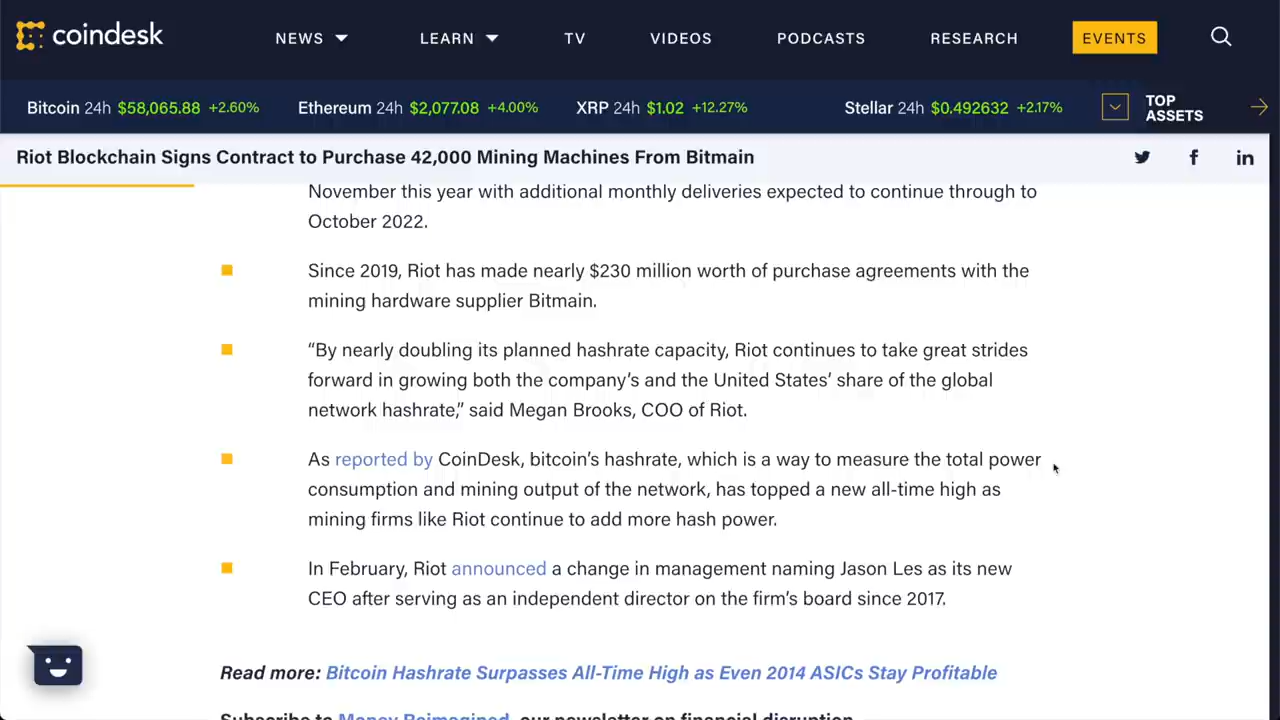 coindesk
NEWS LEARN TV VIDEOS PODCASTS RESEARCH EVENTS
Bitcoin 24h $58,065.88 +2.60% Ethereum 24h $2,077.08 +4.00% XRP 24h $1.02 +12.27% Stellar 24h $0.492632 +2.17% TOP
ASSETS
Riot Blockchain Signs Contract to Purchase 42,000 Mining Machines From Bitmain
November this year with additional monthly deliveries expected to continue through to
October 2022.
Since 2019, Riot has made nearly $230 million worth of purchase agreements with the
mining hardware supplier Bitmain.
“By nearly doubling its planned hashrate capacity, Riot continues to take great strides
forward in growing both the company’s and the United States’ share of the global
network hashrate,” said Megan Brooks, COO of Riot.
As reported by CoinDesk, bitcoin’s hashrate, which is a way to measure the total power
consumption and mining output of the network, has topped a new all-time high as
mining firms like Riot continue to add more hash power.
In February, Riot announced a change in management naming Jason Les as its new
CEO after serving as an independent director on the firm’s board since 2017.
Read more: Bitcoin Hashrate Surpasses All-Time High as Even 2014 ASICs Stay Profitable
Subscribe to Money Reimagined, our newsletter on financial disruption.